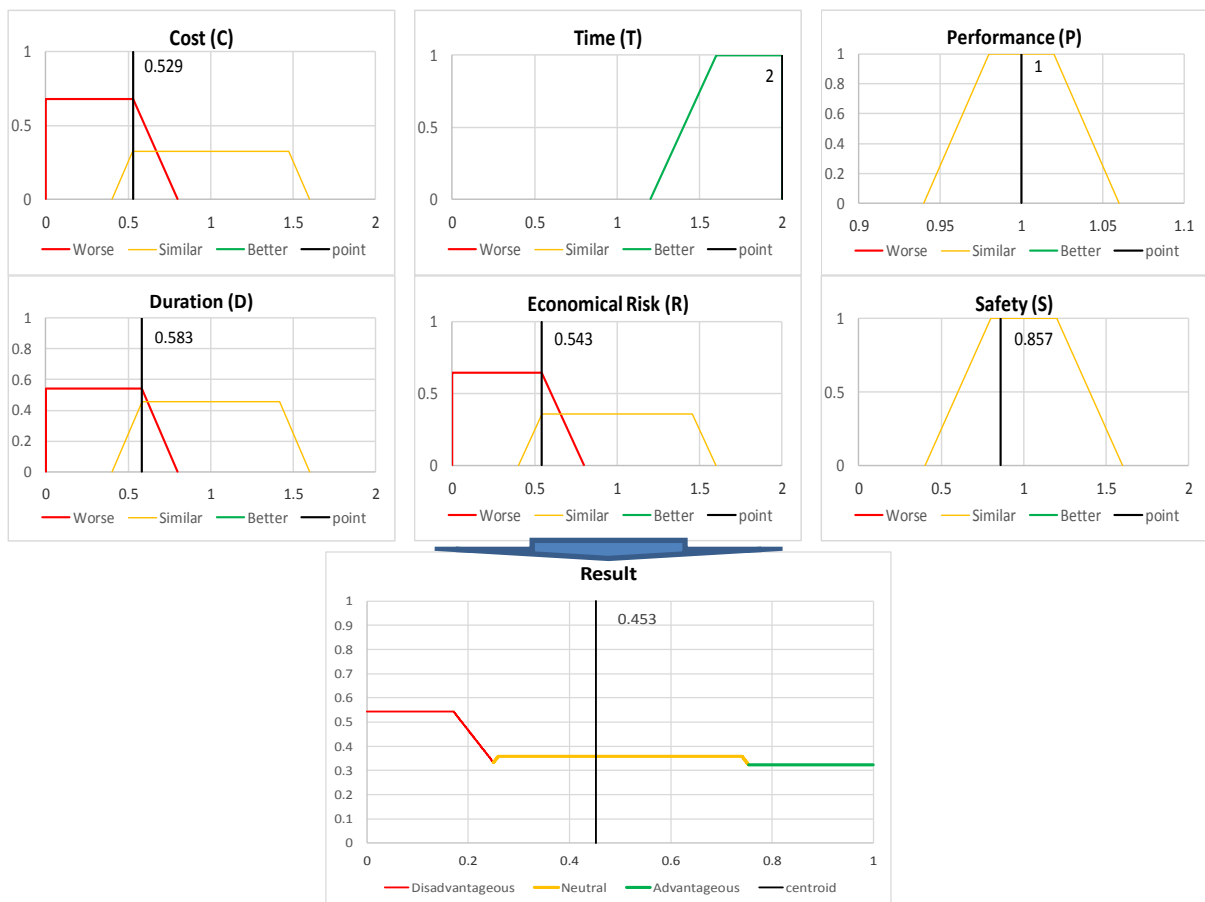 Cost (C)
1
0.5
0
0.529
0 0.5 1 1.5 2
Worse Similar Better point
Time (T)
1
0.5
0
2
0 0.5 1 1.5 2
Worse Similar Better point
Performance (P)
1
0.8
0.6
0.4
0.2
0
1
0.9 0.95 1 1.05 1.1
Worse Similar Better point
Duration (D)
1
0.8
0.6
0.4
0.2
0
0.583
0 0.5 1 1.5 2
Worse Similar Better point
Economical Risk (R)
1
0.5
0
0.543
0 0.5 1 1.5 2
Worse Similar Better point
Safety (S)
1
0.8
0.6
0.4
0.2
0
0.857
0 0.5 1 1.5 2
Worse Similar Better point
Result
1
0.9
0.8
0.7
0.6
0.5
0.4
0.3
0.2
0.1
0
0.453
0 0.2 0.4 0.6 0.8 1
Disadvantageous Neutral Advantageous centroid